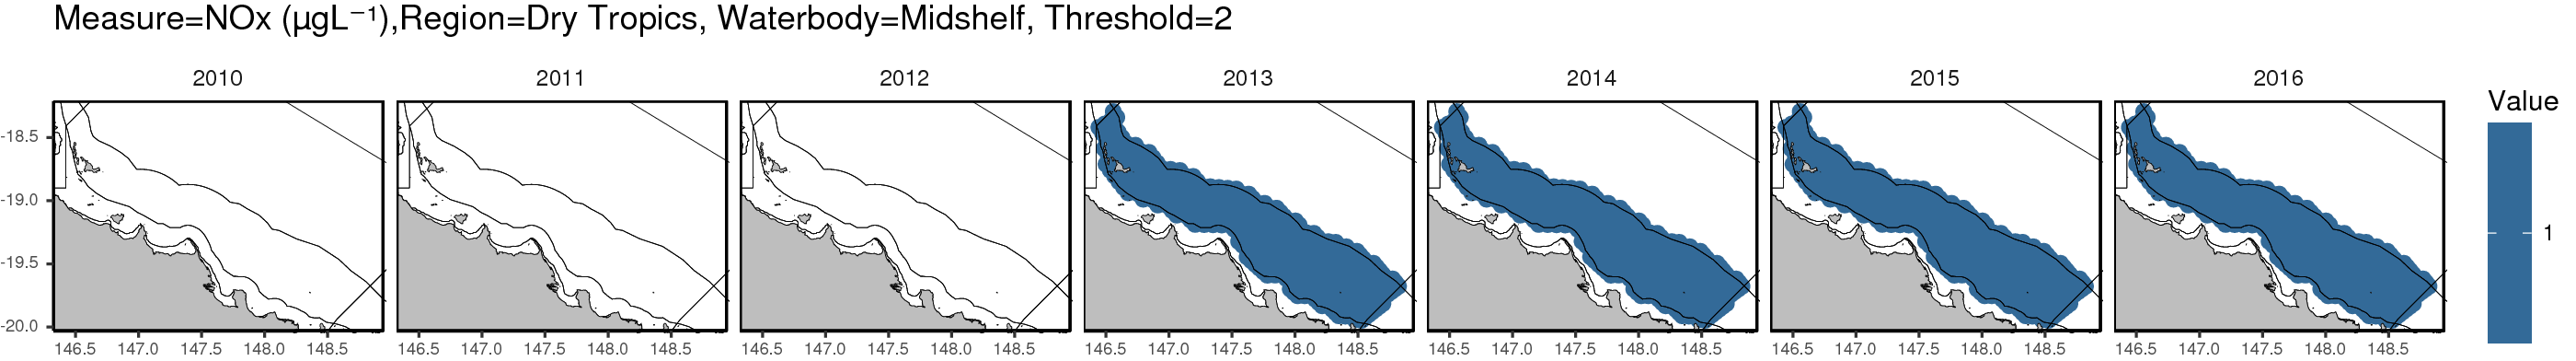 Measure=NOx (µgL⁻¹),Region=Dry Tropics, Waterbody=Midshelf, Threshold=2
2010 2011 2012 2013 2014 2015 2016
Value
-18.5
-19.0
-19.5
-20.0
1
146.5 147.0 147.5 148.0 148.5 146.5 147.0 147.5 148.0 148.5 146.5 147.0 147.5 148.0 148.5 146.5 147.0 147.5 148.0 148.5 146.5 147.0 147.5 148.0 148.5 146.5 147.0 147.5 148.0 148.5 146.5 147.0 147.5 148.0 148.5